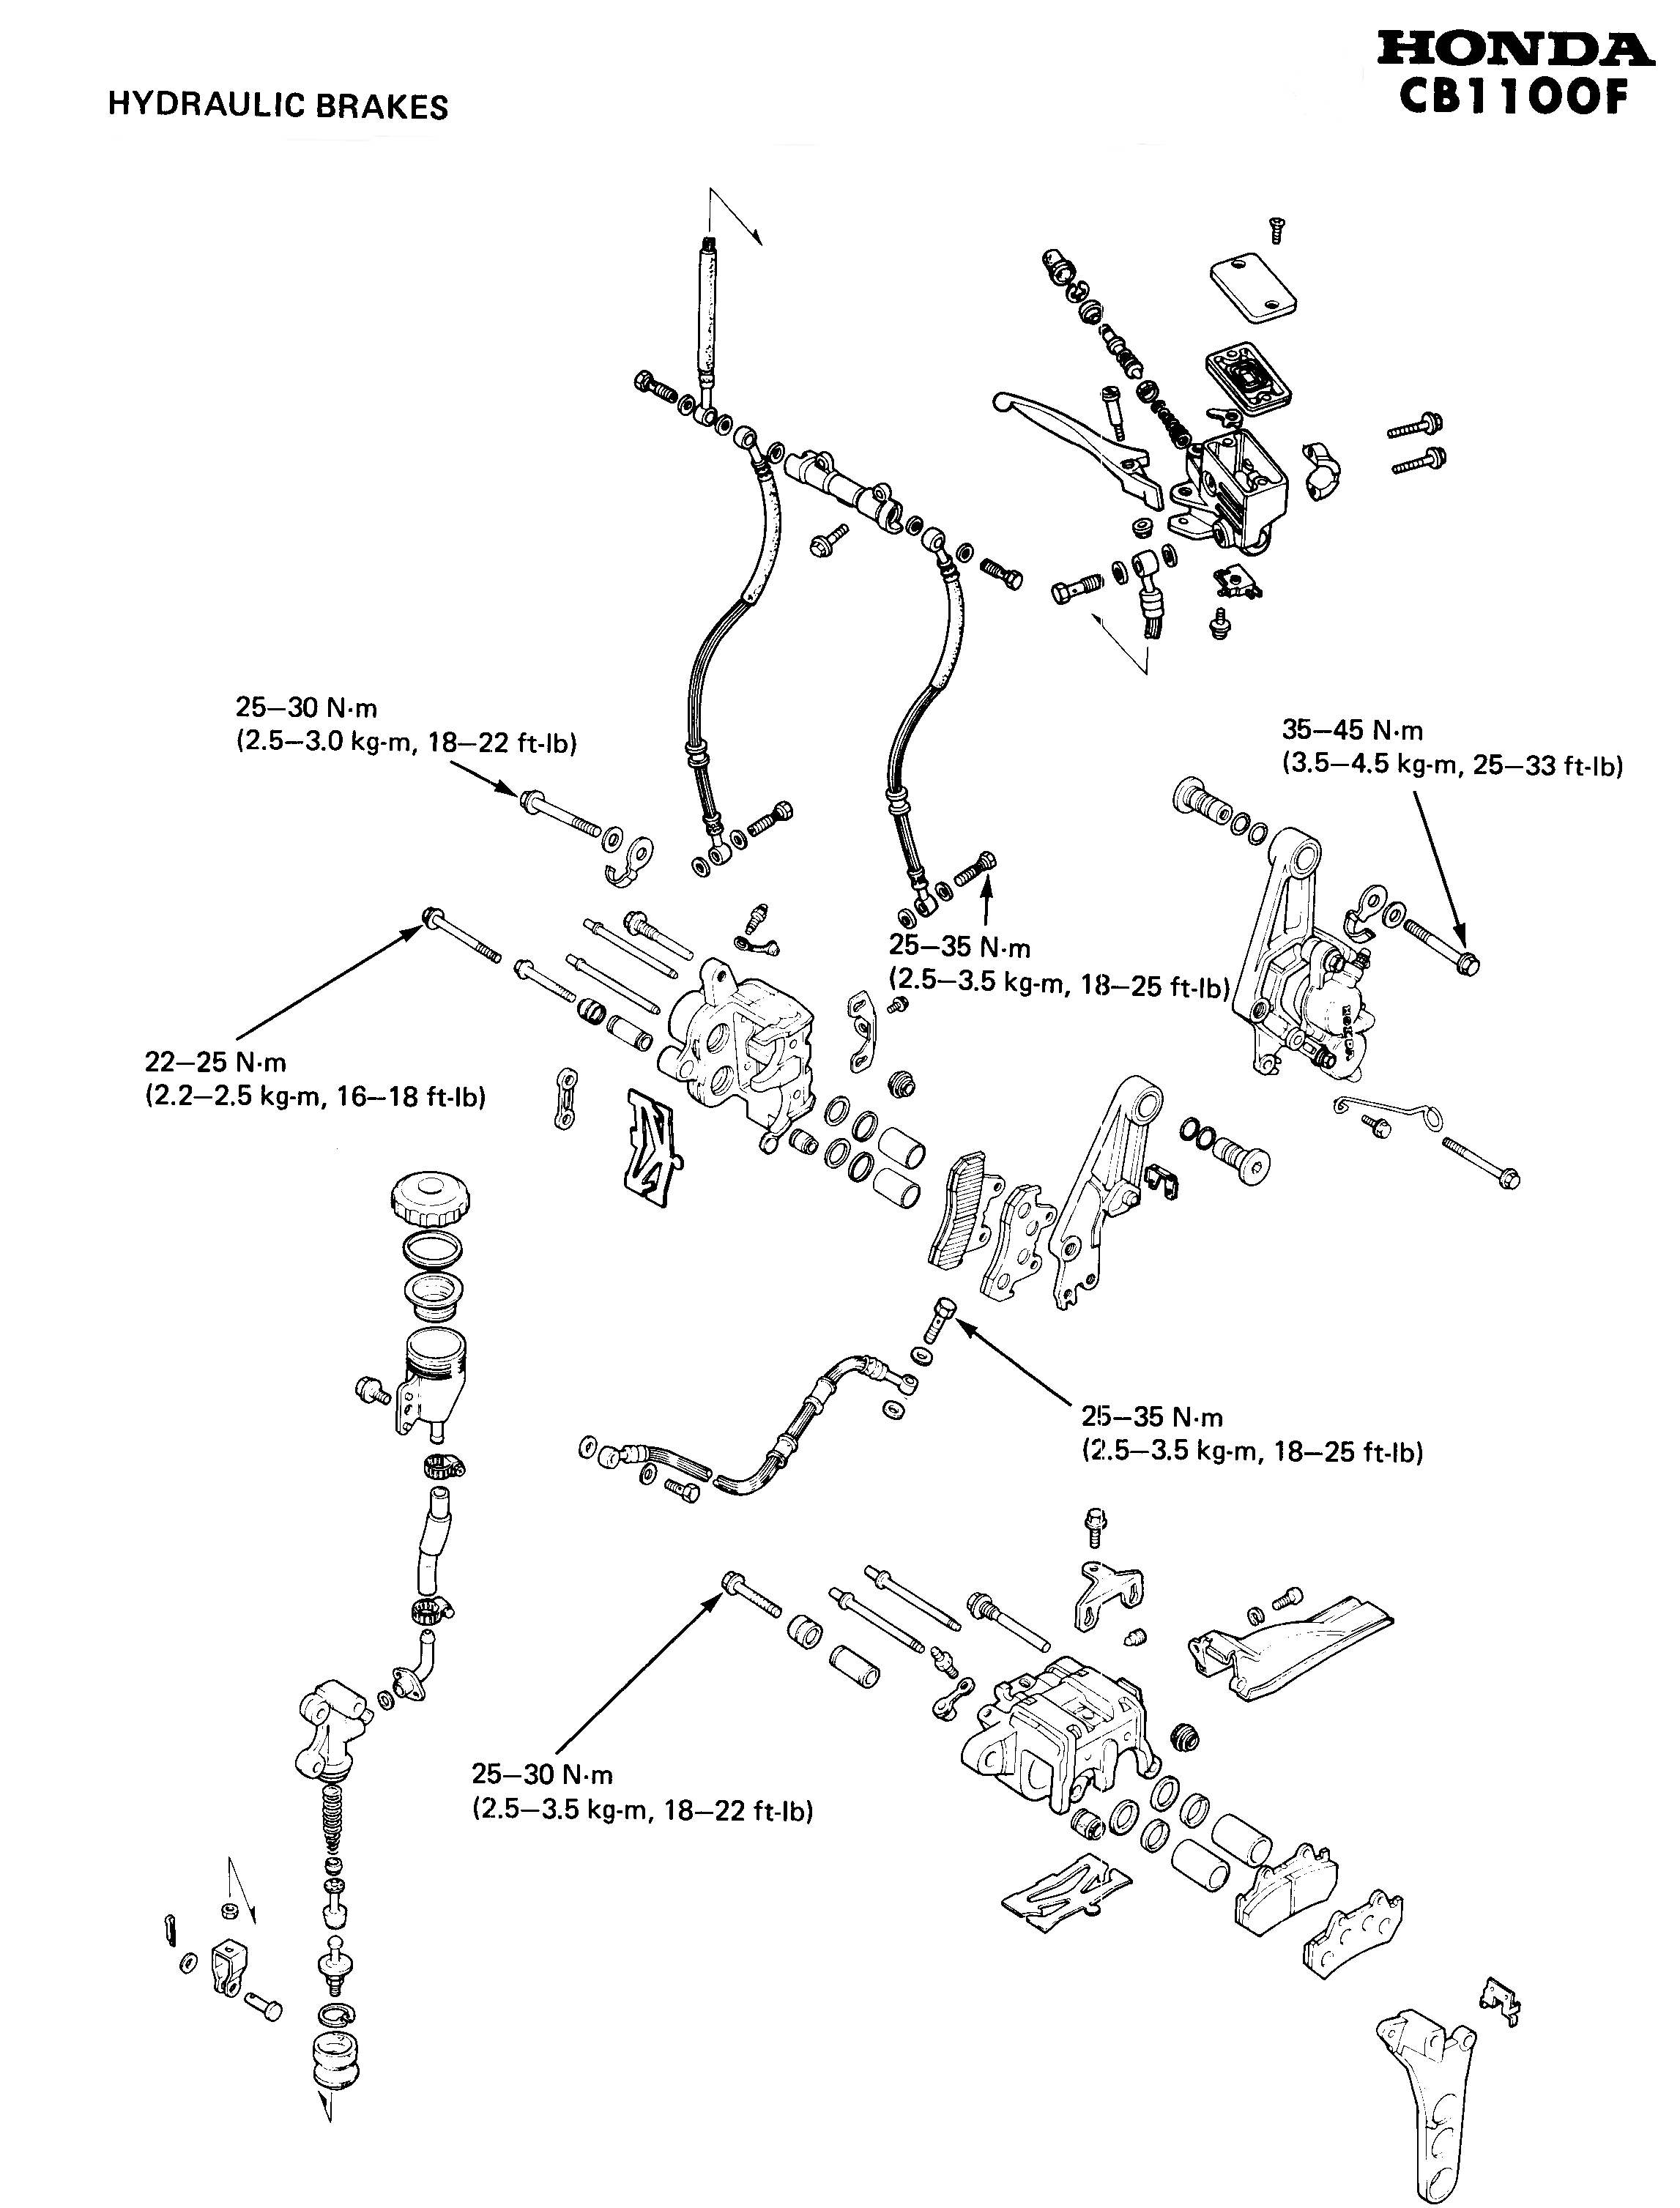 HONDA
CB1100F
HYDRAULIC BRAKES
25–30 N·m
(2.5–3.0 kg-m, 18–22 ft-lb)
35–45 N·m
(3.5–4.5 kg-m, 25–33 ft-lb)
25–35 N·m
(2.5–3.5 kg-m, 18–25 ft-lb)
22–25 N·m
(2.2–2.5 kg-m, 16–18 ft-lb)
25–35 N·m
(2.5–3.5 kg-m, 18–25 ft-lb)
25–30 N·m
(2.5–3.5 kg-m, 18–22 ft-lb)